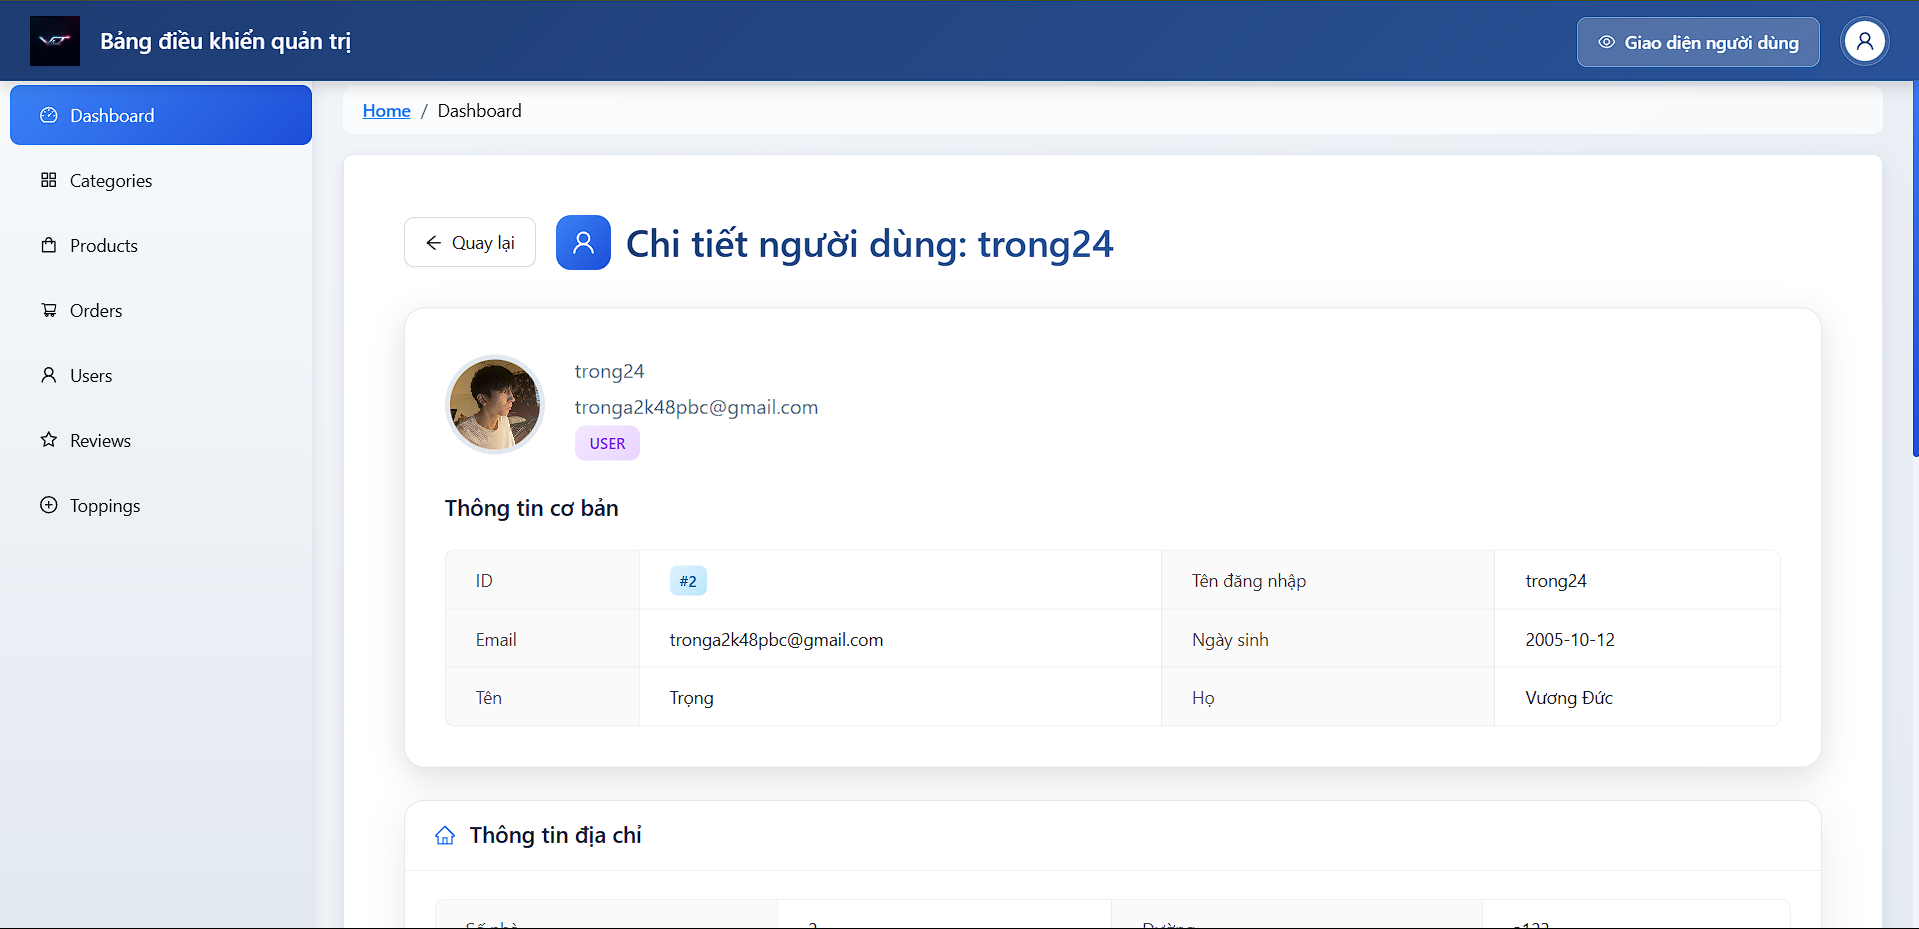 Bảng điều khiển quản trị
Giao diện người dùng
Dashboard
Categories
Products
Orders
Users
Reviews
Toppings
Home / Dashboard
Quay lại
Chi tiết người dùng: trong24
trong24
tronga2k48pbc@gmail.com
USER
Thông tin cơ bản
ID #2 Tên đăng nhập trong24
Email tronga2k48pbc@gmail.com Ngày sinh 2005-10-12
Tên Trọng Họ Vương Đức
Thông tin địa chỉ